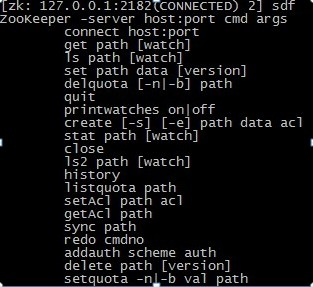 [zk: 127.0.0.1:2182(CONNECTED) 2] sdf
ZooKeeper -server host:port cmd args
connect host:port
get path [watch]
ls path [watch]
set path data [version]
delquota [-n|-b] path
quit
printwatches on|off
create [-s] [-e] path data acl
stat path [watch]
close
ls2 path [watch]
history
listquota path
setAcl path acl
getAcl path
sync path
redo cmdno
addauth scheme auth
delete path [version]
setquota -n|-b val path